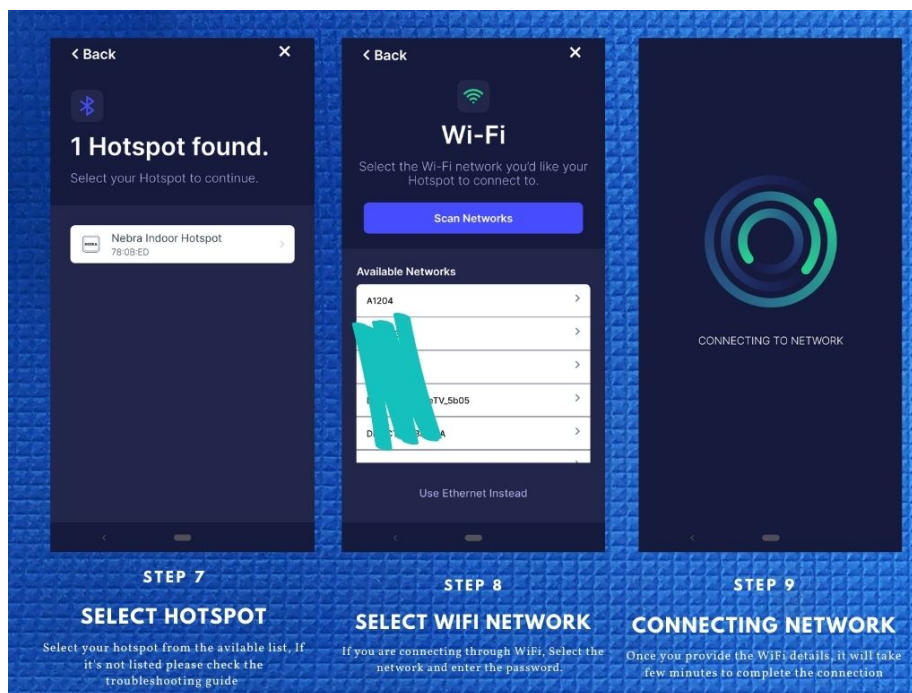 < Back
×
1 Hotspot found.
Select your Hotspot to continue.
NEBRA
Nebra Indoor Hotspot
78:0B:ED
STEP 7
SELECT HOTSPOT
Select your hotspot from the avilable list, If
it's not listed please check the
troubleshooting guide
< Back
×
Wi-Fi
Select the Wi-Fi network you'd like your
Hotspot to connect to.
Scan Networks
Available Networks
A1204
eTV_5b05
A
Use Ethernet Instead
STEP 8
SELECT WIFI NETWORK
If you are connecting through WiFi, Select the
network and enter the password.
CONNECTING TO NETWORK
STEP 9
CONNECTING NETWORK
Once you provide the WiFi details, it will take
few minutes to complete the connection